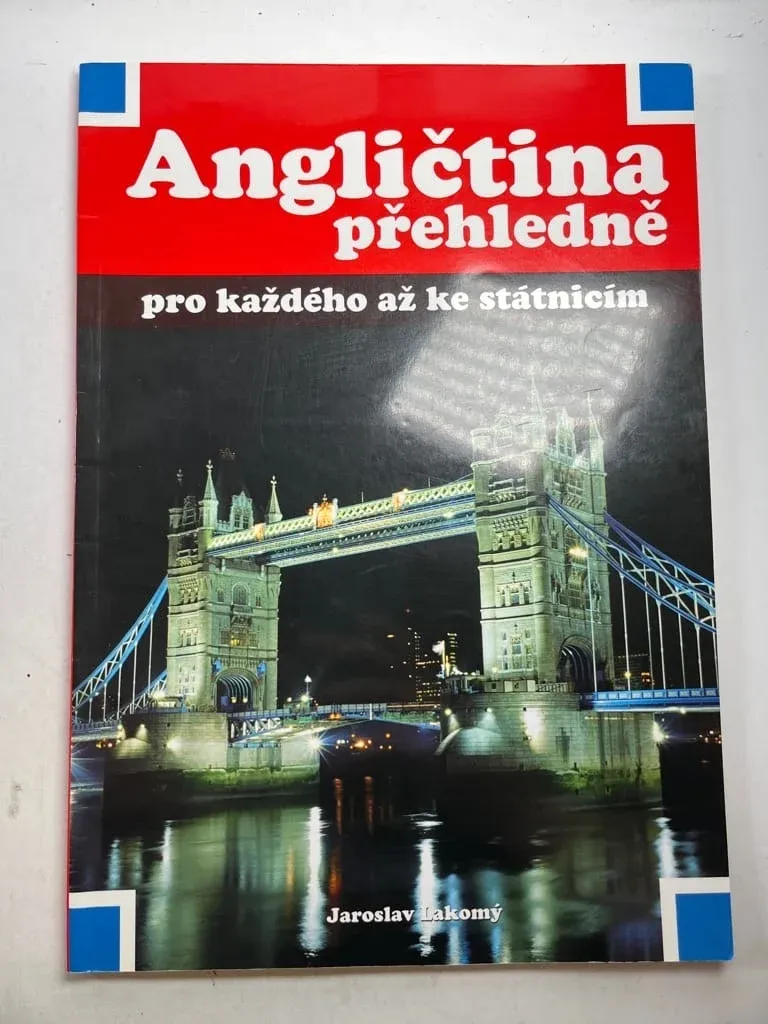 Angličtina
přehledně
pro každého až ke státnicím
Jaroslav Lakomý